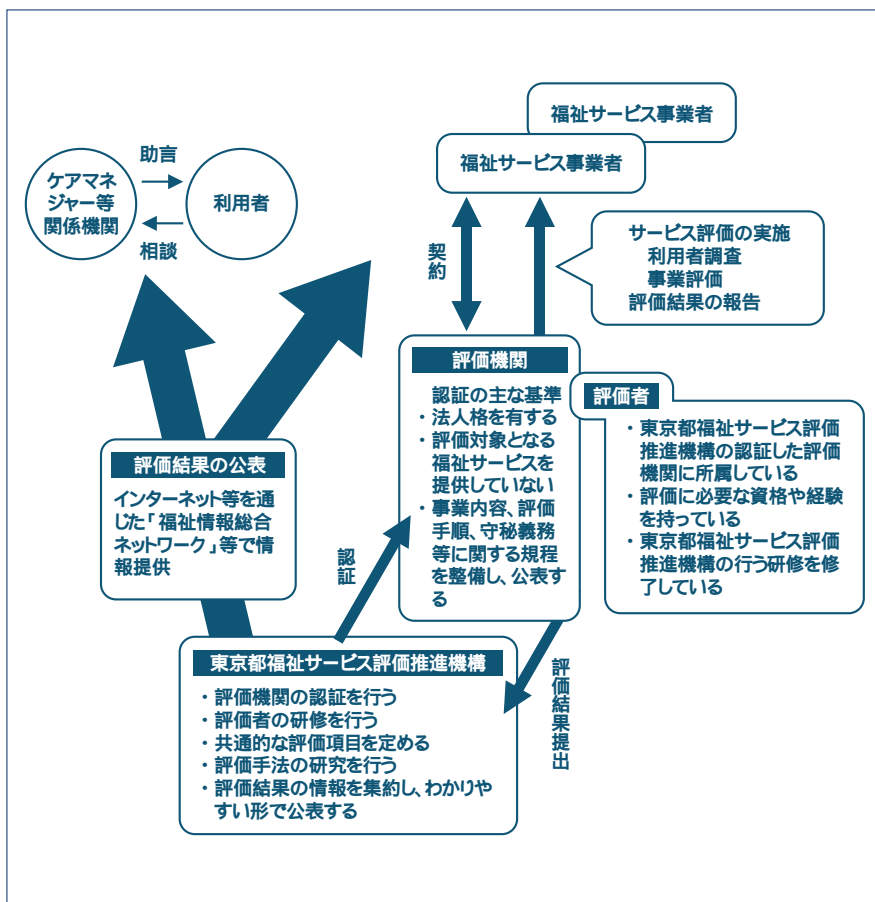 福祉サービス事業者
福祉サービス事業者
助言
ケアマネ
ジャー等
関係機関
利用者
相談
契約
サービス評価の実施
利用者調査
事業評価
評価結果の報告
評価機関
認証の主な基準
・法人格を有する
・評価対象となる
福祉サービスを
提供していない
・事業内容、評価
手順、守秘義務
等に関する規程
を整備し、公表す
る
評価者
・東京都福祉サービス評価
推進機構の認証した評価
機関に所属している
・評価に必要な資格や経験
を持っている
・東京都福祉サービス評価
推進機構の行う研修を修
了している
評価結果の公表
インターネット等を通
じた「福祉情報総合
ネットワーク」等で情
報提供
認証
東京都福祉サービス評価推進機構
・評価機関の認証を行う
・評価者の研修を行う
・共通的な評価項目を定める
・評価手法の研究を行う
・評価結果の情報を集約し、わかりや
すい形で公表する
評価結果提出